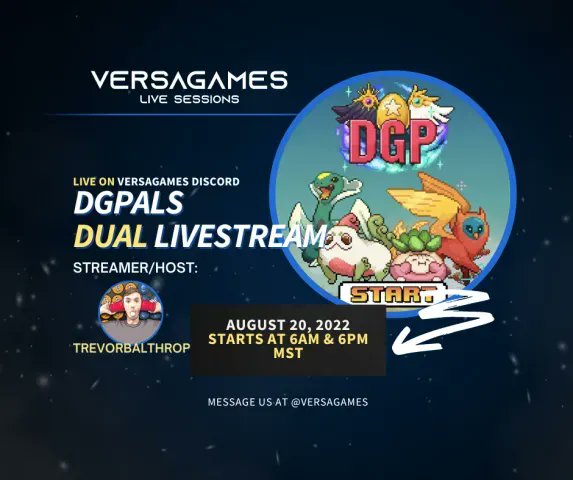 VERSAGAMES
LIVE SESSIONS
DGP
LIVE ON VERSAGAMES DISCORD
DGPALS
DUAL LIVESTREAM
STREAMER/HOST:
START
TREVORBALTHROP
AUGUST 20, 2022
STARTS AT 6AM & 6PM
MST
MESSAGE US AT @VERSAGAMES